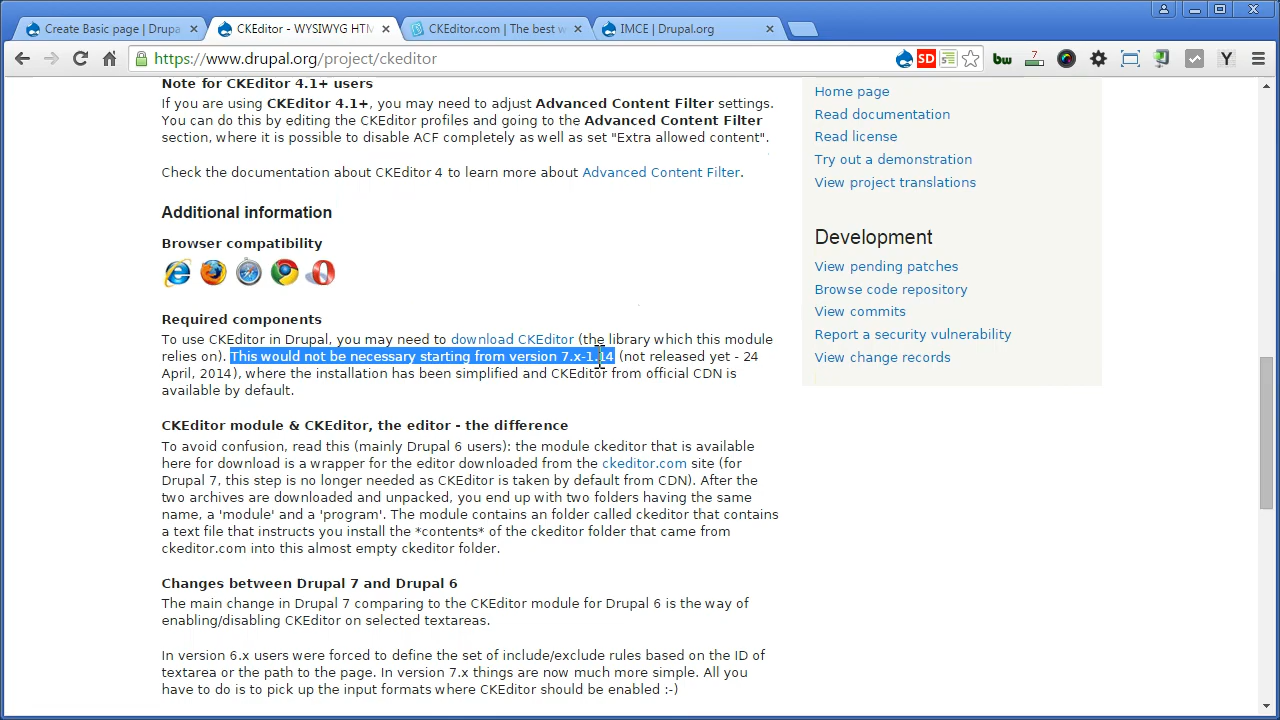 Create Basic page | Drupa
CKEditor - WYSIWYG HTM
CKEditor.com | The best w
IMCE | Drupal.org
https://www.drupal.org/project/ckeditor
SD
bw
Y
Note for CKEditor 4.1+ users
If you are using CKEditor 4.1+, you may need to adjust Advanced Content Filter settings.
You can do this by editing the CKEditor profiles and going to the Advanced Content Filter
section, where it is possible to disable ACF completely as well as set "Extra allowed content".
Check the documentation about CKEditor 4 to learn more about Advanced Content Filter.
Additional information
Browser compatibility
Required components
To use CKEditor in Drupal, you may need to download CKEditor (the library which this module
relies on). This would not be necessary starting from version 7.x-1.14 (not released yet - 24
April, 2014), where the installation has been simplified and CKEditor from official CDN is
available by default.
CKEditor module & CKEditor, the editor - the difference
To avoid confusion, read this (mainly Drupal 6 users): the module ckeditor that is available
here for download is a wrapper for the editor downloaded from the ckeditor.com site (for
Drupal 7, this step is no longer needed as CKEditor is taken by default from CDN). After the
two archives are downloaded and unpacked, you end up with two folders having the same
name, a 'module' and a 'program'. The module contains an folder called ckeditor that contains
a text file that instructs you install the *contents* of the ckeditor folder that came from
ckeditor.com into this almost empty ckeditor folder.
Changes between Drupal 7 and Drupal 6
The main change in Drupal 7 comparing to the CKEditor module for Drupal 6 is the way of
enabling/disabling CKEditor on selected textareas.
In version 6.x users were forced to define the set of include/exclude rules based on the ID of
textarea or the path to the page. In version 7.x things are now much more simple. All you
have to do is to pick up the input formats where CKEditor should be enabled :-)
Home page
Read documentation
Read license
Try out a demonstration
View project translations
Development
View pending patches
Browse code repository
View commits
Report a security vulnerability
View change records